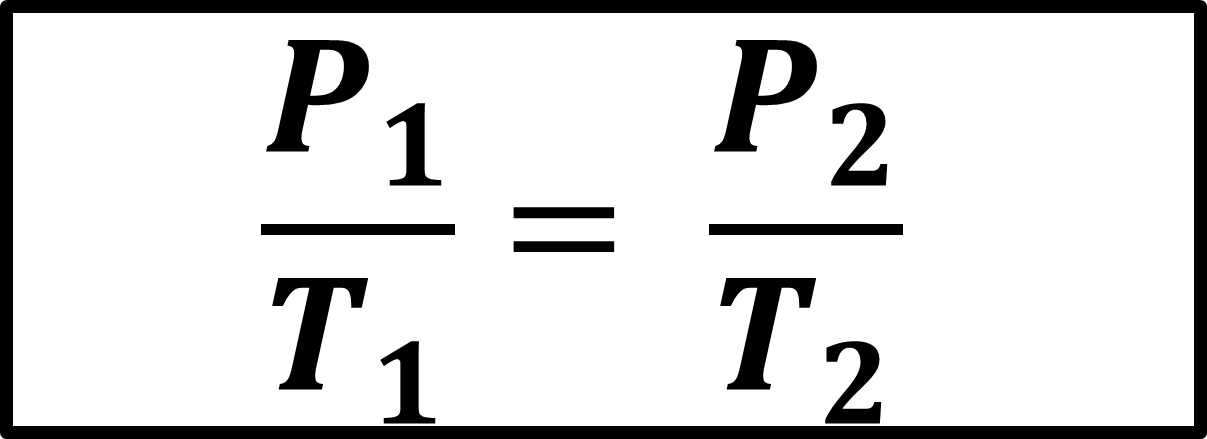 P₁/T₁ = P₂/T₂